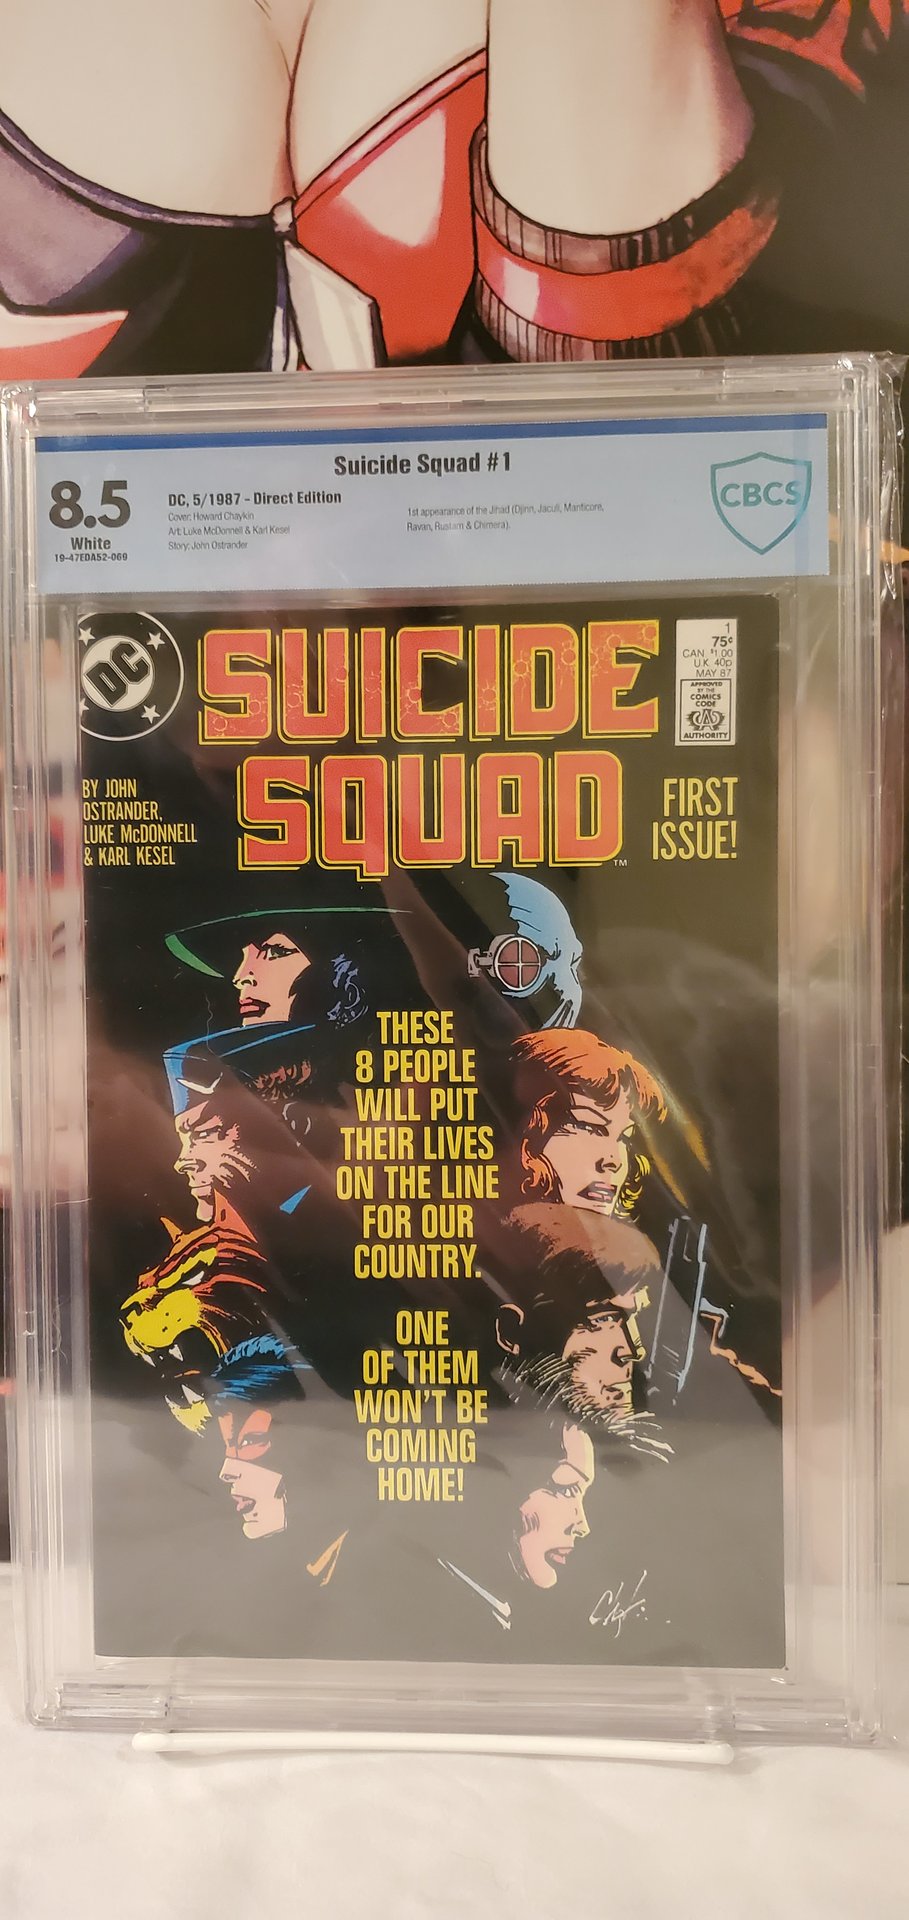 Suicide Squad #1
8.5
White
19-47EDA52-069
DC, 5/1987 - Direct Edition
Cover: Howard Chaykin
Art: Luke McDonnell & Karl Kesel
Story: John Ostrander
1st appearance of the Jihad (Djinn, Jaculi, Manticore,
Ravan, Rustam & Chimera).
CBCS
DC
SUICIDE
SQUAD
TM
1
75¢
CAN. $1.00
U.K. 40p
MAY 87
APPROVED
BY THE
COMICS
CODE
CA
AUTHORITY
BY JOHN
OSTRANDER,
LUKE McDONNELL
& KARL KESEL
FIRST
ISSUE!
THESE
8 PEOPLE
WILL PUT
THEIR LIVES
ON THE LINE
FOR OUR
COUNTRY.
ONE
OF THEM
WON'T BE
COMING
HOME!